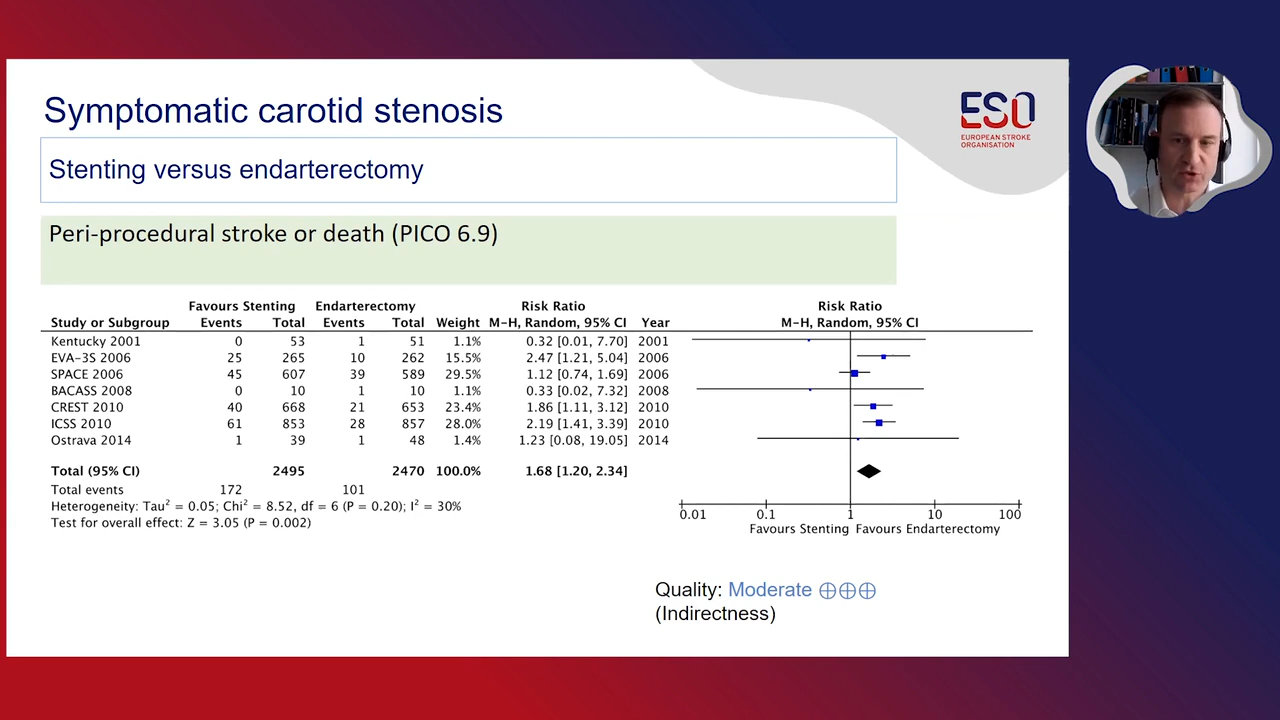 Symptomatic carotid stenosis
ESO
EUROPEAN STROKE
ORGANISATION
Stenting versus endarterectomy
Peri-procedural stroke or death (PICO 6.9)
Favours Stenting Endarterectomy Risk Ratio Risk Ratio
Study or Subgroup Events Total Events Total Weight M-H, Random, 95% CI Year M-H, Random, 95% CI
Kentucky 2001 0 53 1 51 1.1% 0.32 [0.01, 7.70] 2001
EVA-3S 2006 25 265 10 262 15.5% 2.47 [1.21, 5.04] 2006
SPACE 2006 45 607 39 589 29.5% 1.12 [0.74, 1.69] 2006
BACASS 2008 0 10 1 10 1.1% 0.33 [0.02, 7.32] 2008
CREST 2010 40 668 21 653 23.4% 1.86 [1.11, 3.12] 2010
ICSS 2010 61 853 28 857 28.0% 2.19 [1.41, 3.39] 2010
Ostrava 2014 1 39 1 48 1.4% 1.23 [0.08, 19.05] 2014
Total (95% CI) 2495 2470 100.0% 1.68 [1.20, 2.34]
Total events 172 101
Heterogeneity: Tau² = 0.05; Chi² = 8.52, df = 6 (P = 0.20); I² = 30%
Test for overall effect: Z = 3.05 (P = 0.002)
0.01 0.1 1 10 100
Favours Stenting Favours Endarterectomy
Quality: Moderate ⊕⊕⊕
(Indirectness)